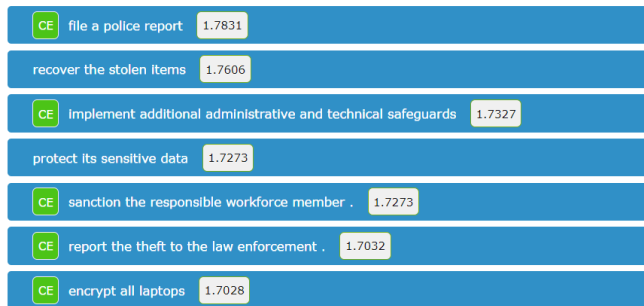 CE file a police report 1.7831
recover the stolen items 1.7606
CE implement additional administrative and technical safeguards 1.7327
protect its sensitive data 1.7273
CE sanction the responsible workforce member . 1.7273
CE report the theft to the law enforcement . 1.7032
CE encrypt all laptops 1.7028